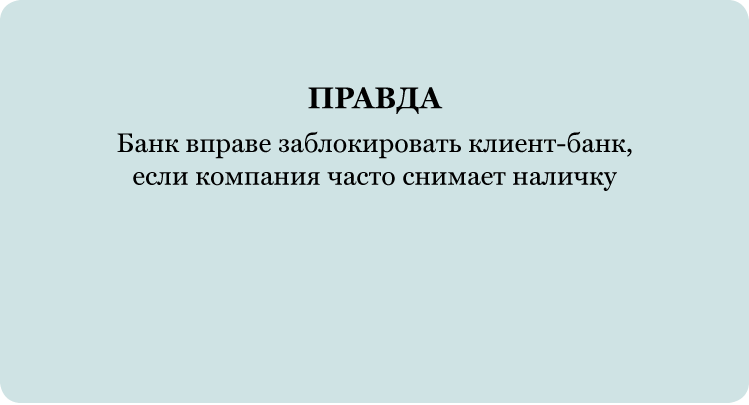 ПРАВДА
Банк вправе заблокировать клиент-банк,
если компания часто снимает наличку